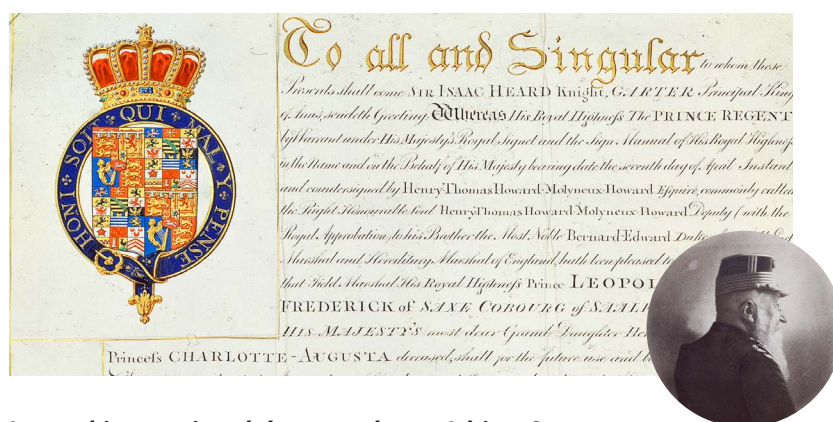 HONI SOIT QUI MAL Y PENSE
To all and Singular to whom these
Presents shall come SIR ISAAC HEARD Knight, GARTER Principal King
of Arms, sendeth Greeting. Whereas His Royal Highness The PRINCE REGENT
by Warrant under His Majesty's Royal Signet and the Sign Manual of His Royal Highness
in the Name and on the Behalf of His Majesty bearing date the seventh day of April Instant
and countersigned by Henry Thomas Howard-Molyneux-Howard Esquire, commonly called
the Right Honourable Lord Henry Thomas Howard-Molyneux-Howard Deputy (with the
Royal Approbation) to his Brother the Most Noble Bernard-Edward
Marshal and Hereditary Marshal of England, hath been pleased
that Field Marshal His Royal Highness Prince
FREDERICK of SAXE COBOURG of
HIS MAJESTY'S most dear Grand Daughter Her
Princess CHARLOTTE-AUGUSTA deceased, shall for the future use and